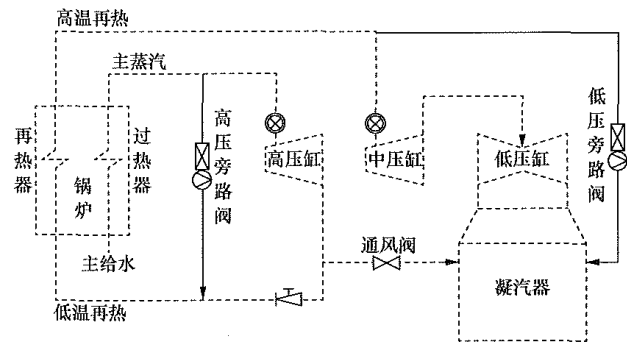 高温再热
主蒸汽
再热器
过热器
锅炉
主给水
低温再热
高压旁路阀
高压缸
中压缸
低压缸
低压旁路阀
通风阀
凝汽器